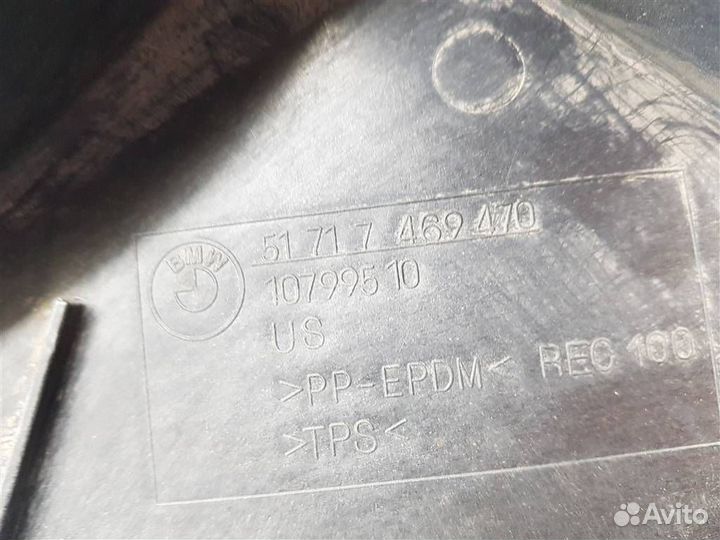 BMW
51 71 7 469 470
10799510
US
>PP-EPDM< REC 100
>TPS<
Avito